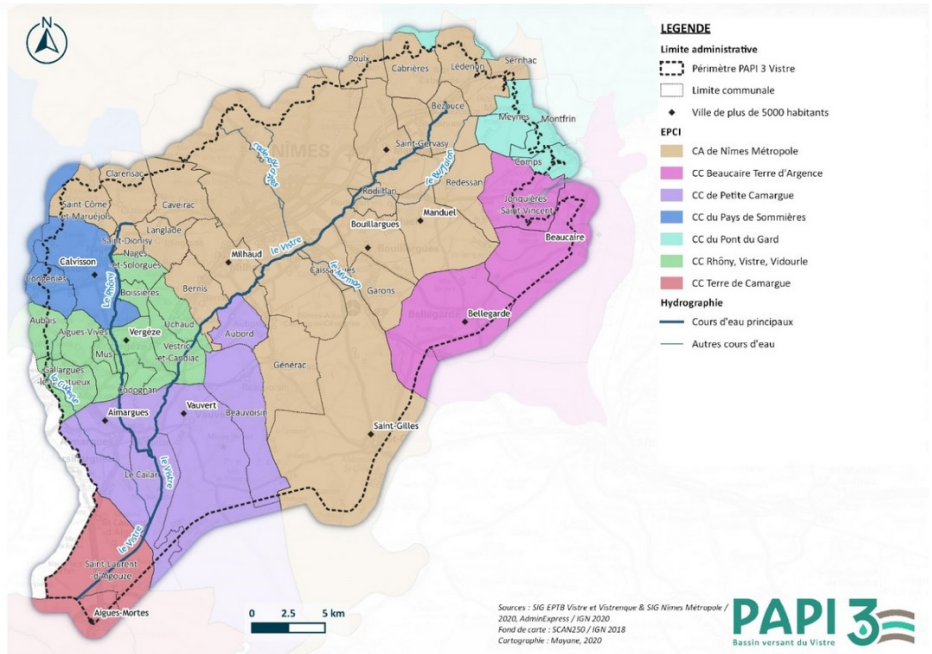 N
Poulx
Cabrières
Lédenon
Sernhac
Bezouce
NÎMES
Meynes
Montfrin
Saint-Gervasy
Comps
Clarensac
le Buffalon
Redessan
Saint Côme
et-Maruéjols
Caveirac
Rodilhan
Jonquières
Saint-Vincent
Manduel
Langlade
Bouillargues
Saint-Dionisy
le Vistre
Beaucaire
Nages
et-Solorgues
Milhaud
Calvisson
Caissargues
le Rhôny
Congénies
Boissières
Bernis
Garons
Bellegarde
Bellegarde
Aubais
Aigues-Vives
Uchaud
Aubord
Vergèze
Vestric
-et-Candiac
Mus
Générac
Gallargues
Codognan
Aimargues
Vauvert
Beauvoisin
Saint-Gilles
Le Cailar
le Vistre
le Vistre
Saint-Laurent
d'Aigouze
Aigues-Mortes
0 2.5 5 km
LEGENDE
Limite administrative
Périmètre PAPI 3 Vistre
Limite communale
Ville de plus de 5000 habitants
EPCI
CA de Nîmes Métropole
CC Beaucaire Terre d'Argence
CC de Petite Camargue
CC du Pays de Sommières
CC du Pont du Gard
CC Rhôny, Vistre, Vidourle
CC Terre de Camargue
Hydrographie
Cours d'eau principaux
Autres cours d'eau
Sources : SIG EPTB Vistre et Vistrenque & SIG Nîmes Métropole /
2020, AdminExpress / IGN 2020
Fond de carte : SCAN250 / IGN 2018
Cartographie : Mayane, 2020
PAPI 3
Bassin versant du Vistre